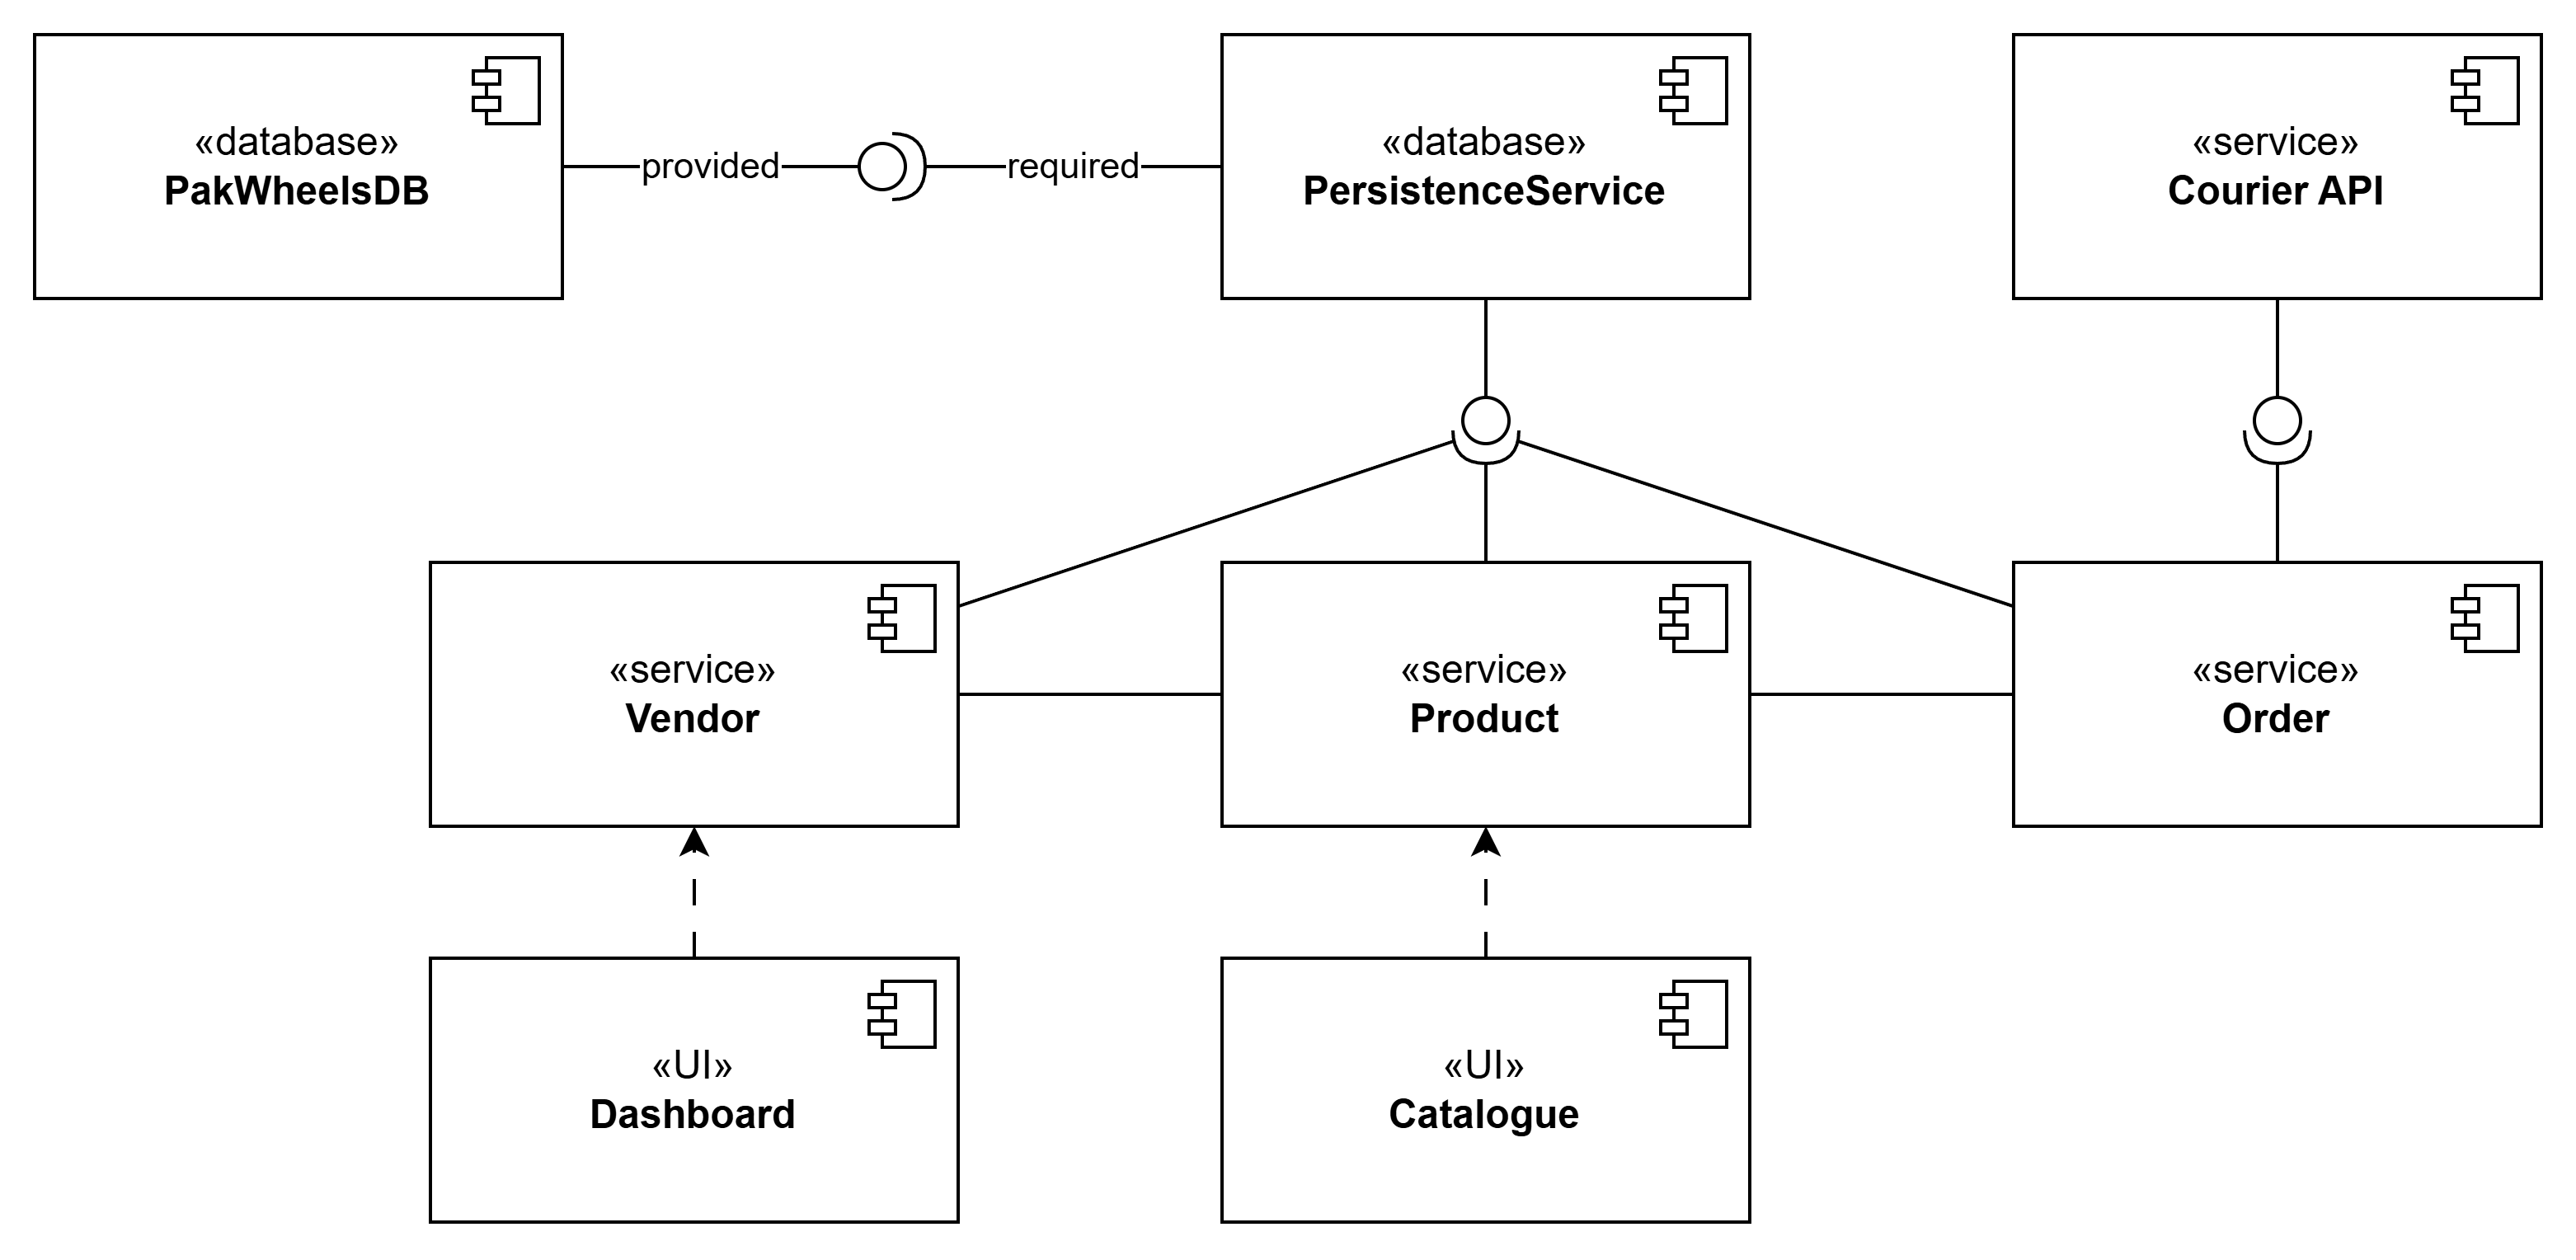 «database»
PakWheelsDB
provided
required
«database»
PersistenceService
«service»
Courier API
«service»
Vendor
«service»
Product
«service»
Order
«UI»
Dashboard
«UI»
Catalogue